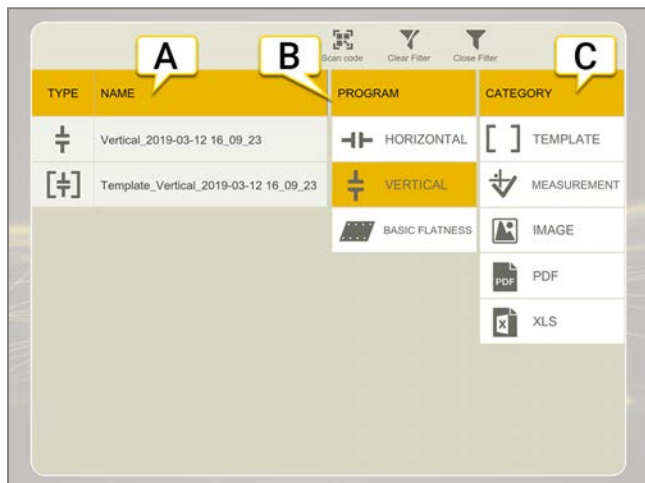 A
B
C
Scan code
Clear Filter
Close Filter
TYPE
NAME
PROGRAM
CATEGORY
Vertical_2019-03-12 16_09_23
HORIZONTAL
TEMPLATE
Template_Vertical_2019-03-12 16_09_23
VERTICAL
MEASUREMENT
BASIC FLATNESS
IMAGE
PDF
PDF
X
XLS